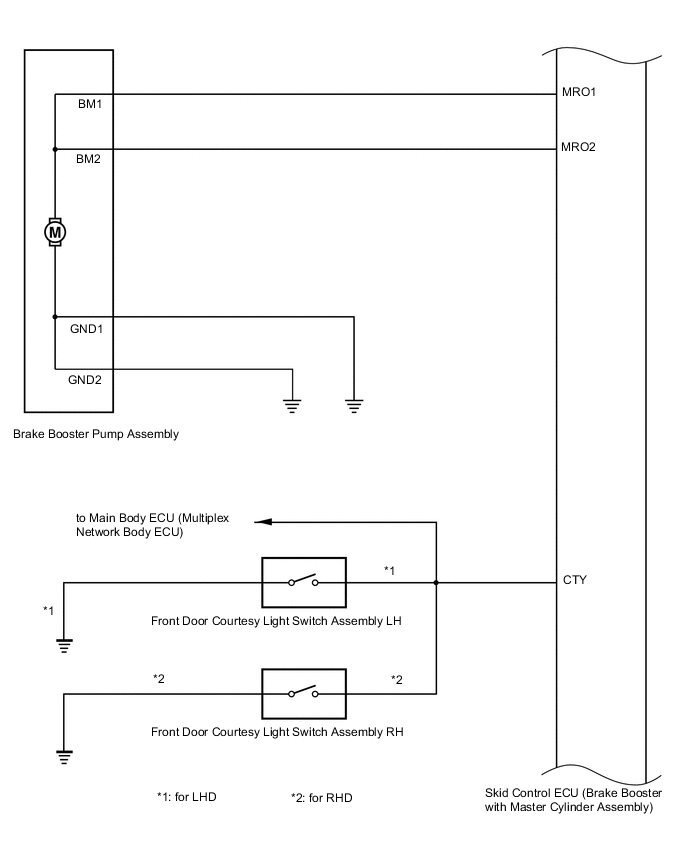 BM1
MRO1
BM2
MRO2
M
GND1
GND2
Brake Booster Pump Assembly
to Main Body ECU (Multiplex
Network Body ECU)
*1
CTY
*1
Front Door Courtesy Light Switch Assembly LH
*2
*2
Front Door Courtesy Light Switch Assembly RH
*1: for LHD
*2: for RHD
Skid Control ECU (Brake Booster
with Master Cylinder Assembly)